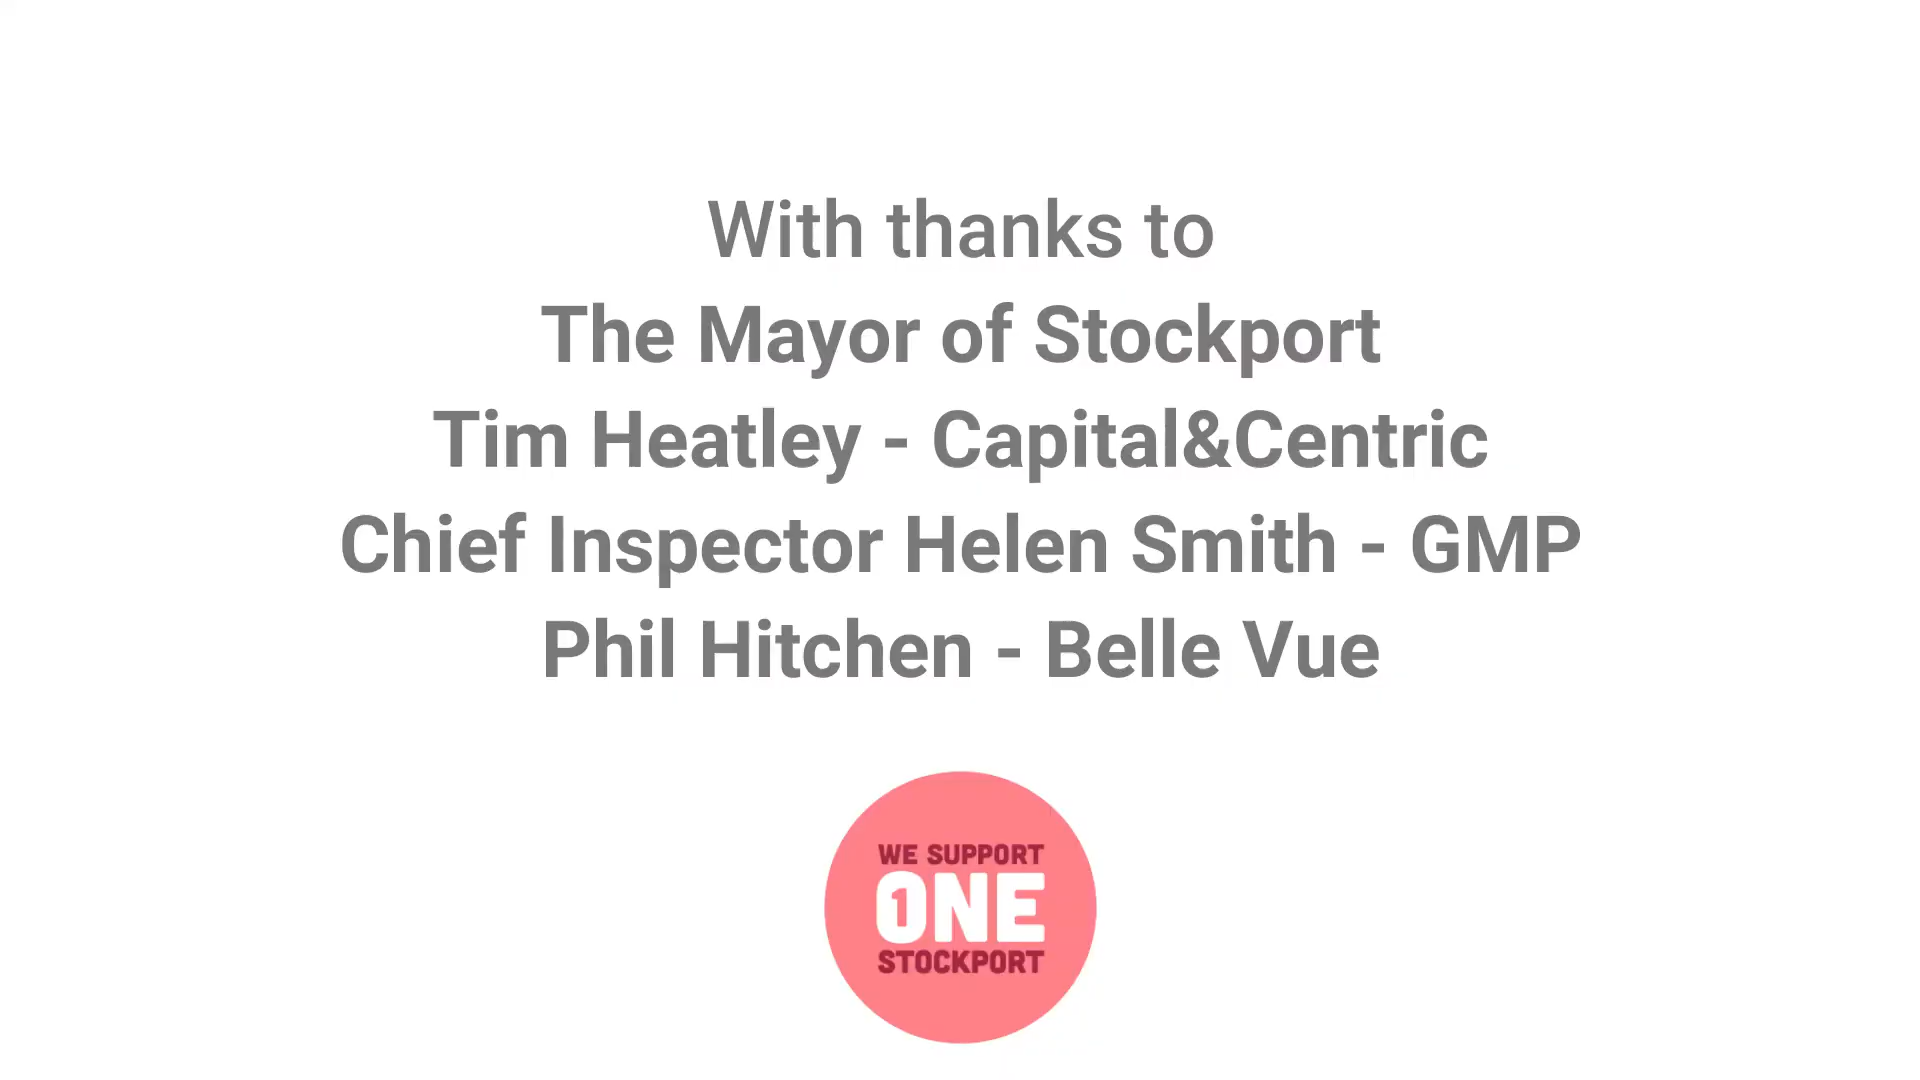 With thanks to
The Mayor of Stockport
Tim Heatley - Capital&Centric
Chief Inspector Helen Smith - GMP
Phil Hitchen - Belle Vue
WE SUPPORT
ONE
STOCKPORT